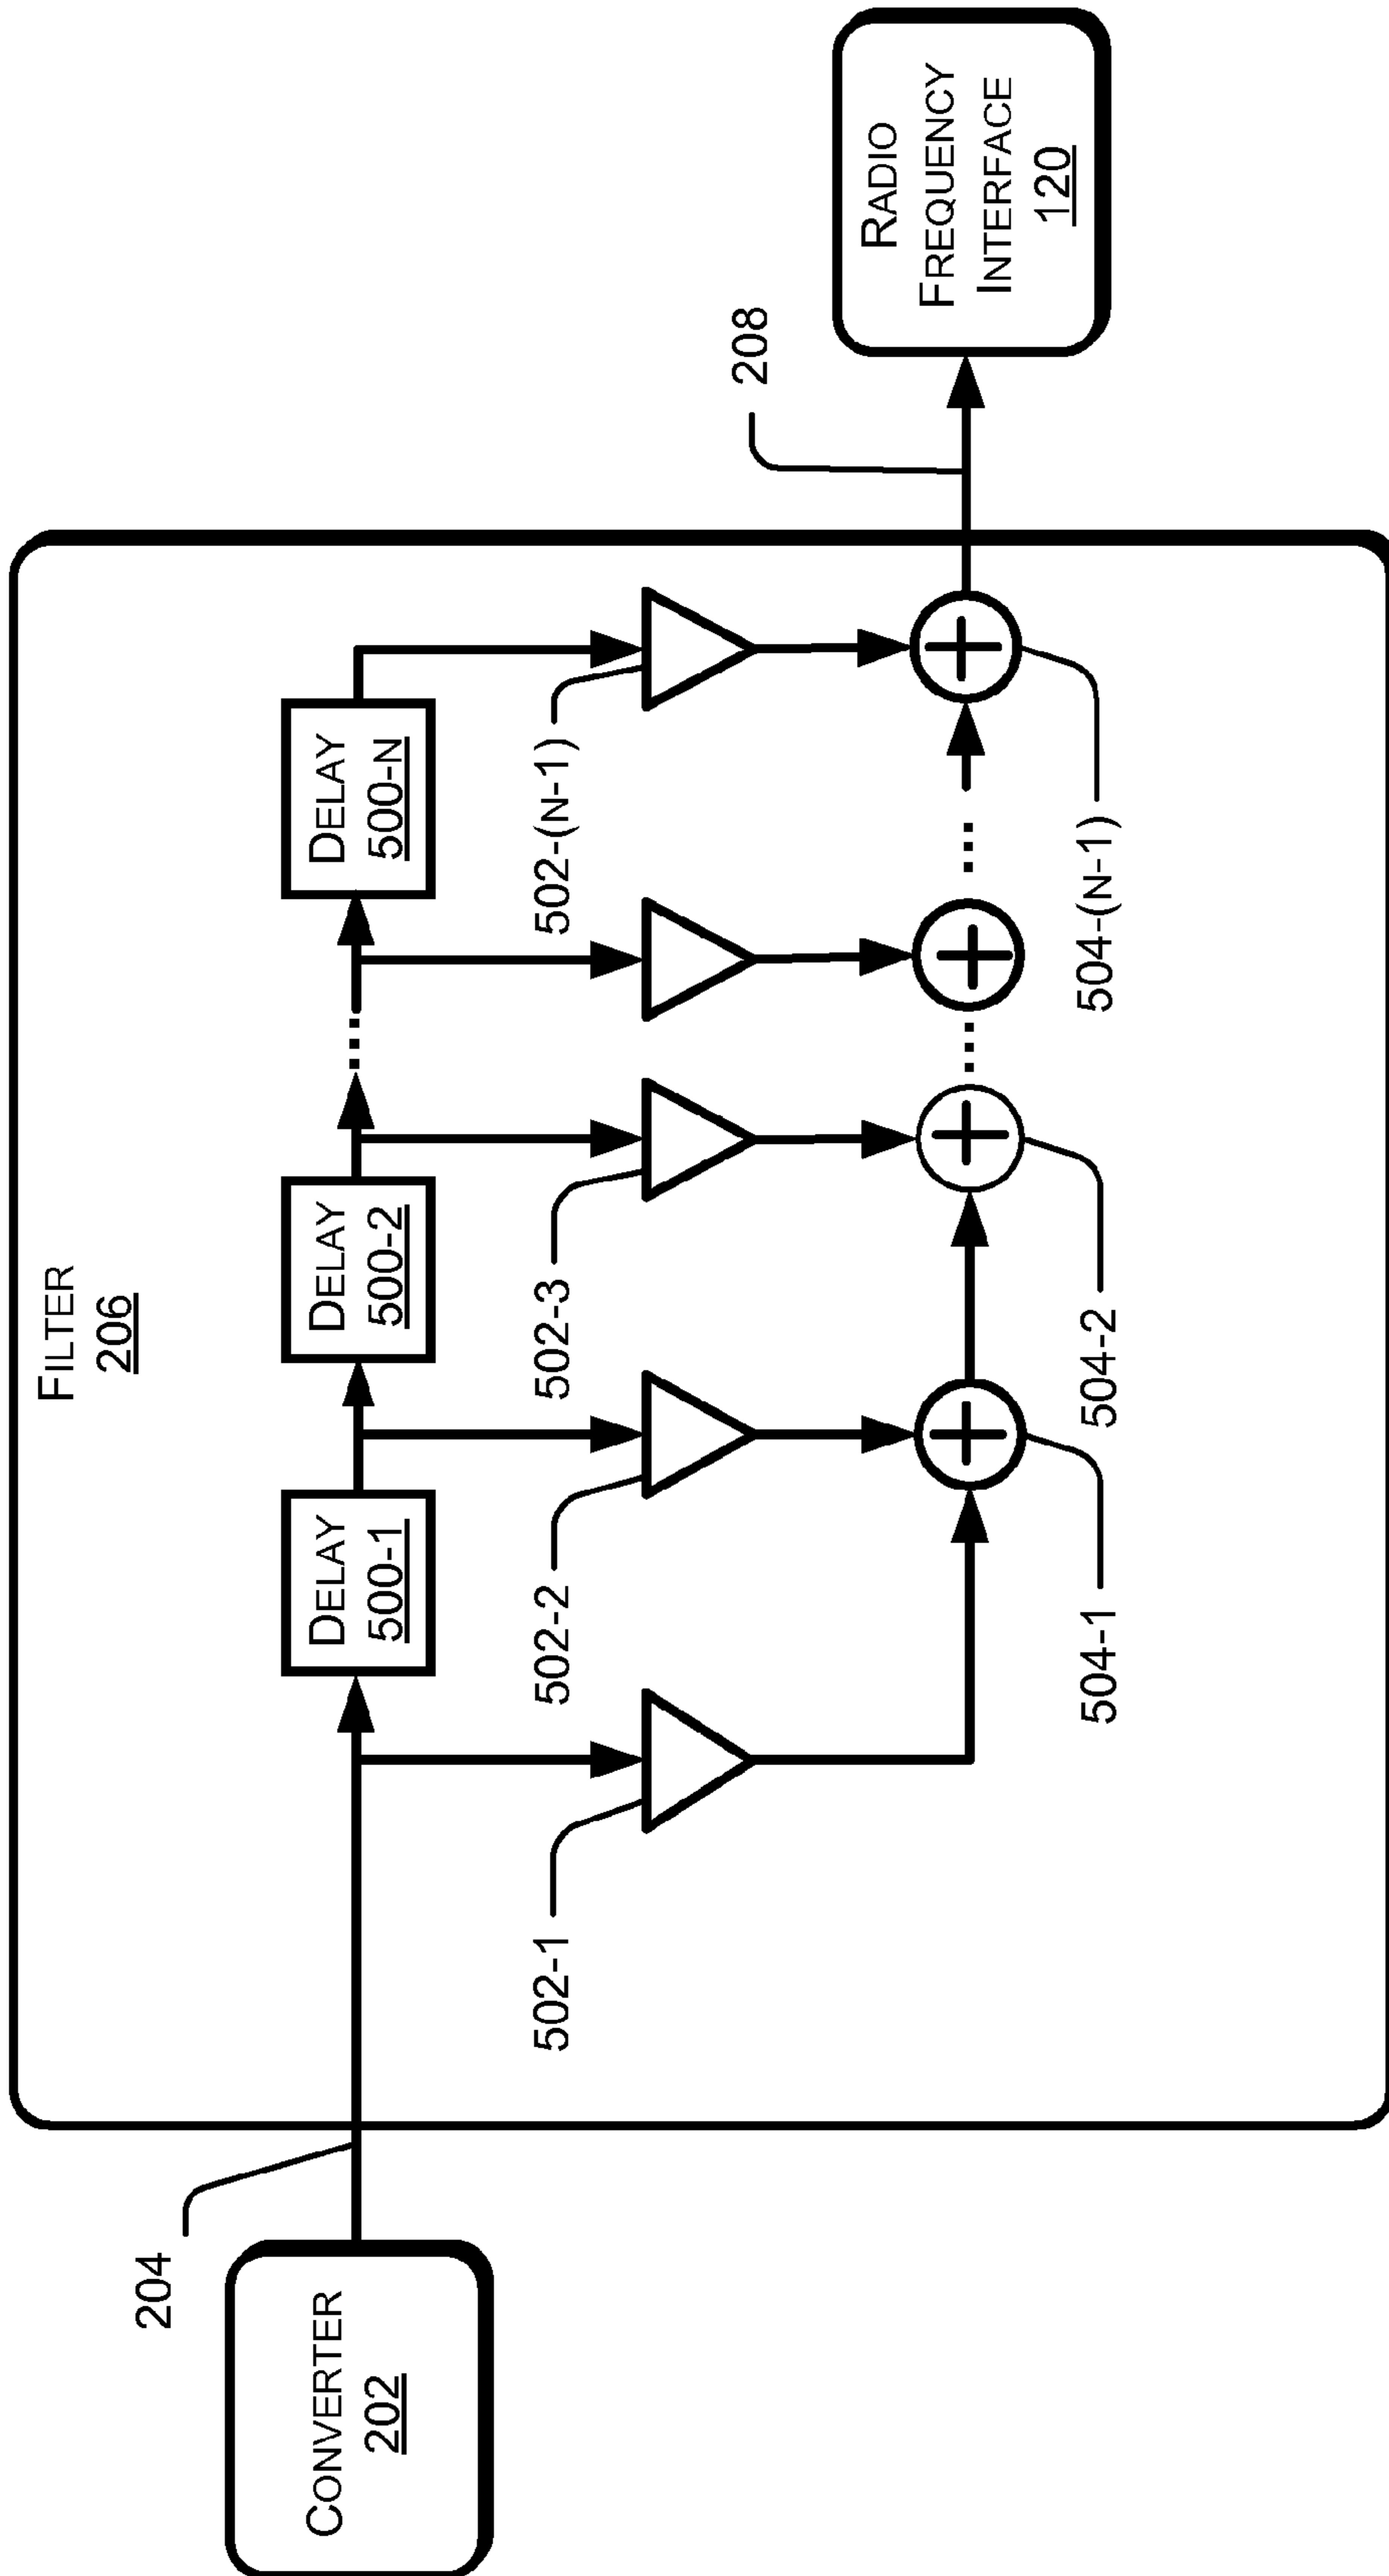 FILTER
206
CONVERTER
202
204
DELAY
500-1
DELAY
500-2
...
DELAY
500-N
502-1
502-2
502-3
502-(N-1)
504-1
504-2
...
...
504-(N-1)
208
RADIO
FREQUENCY
INTERFACE
120